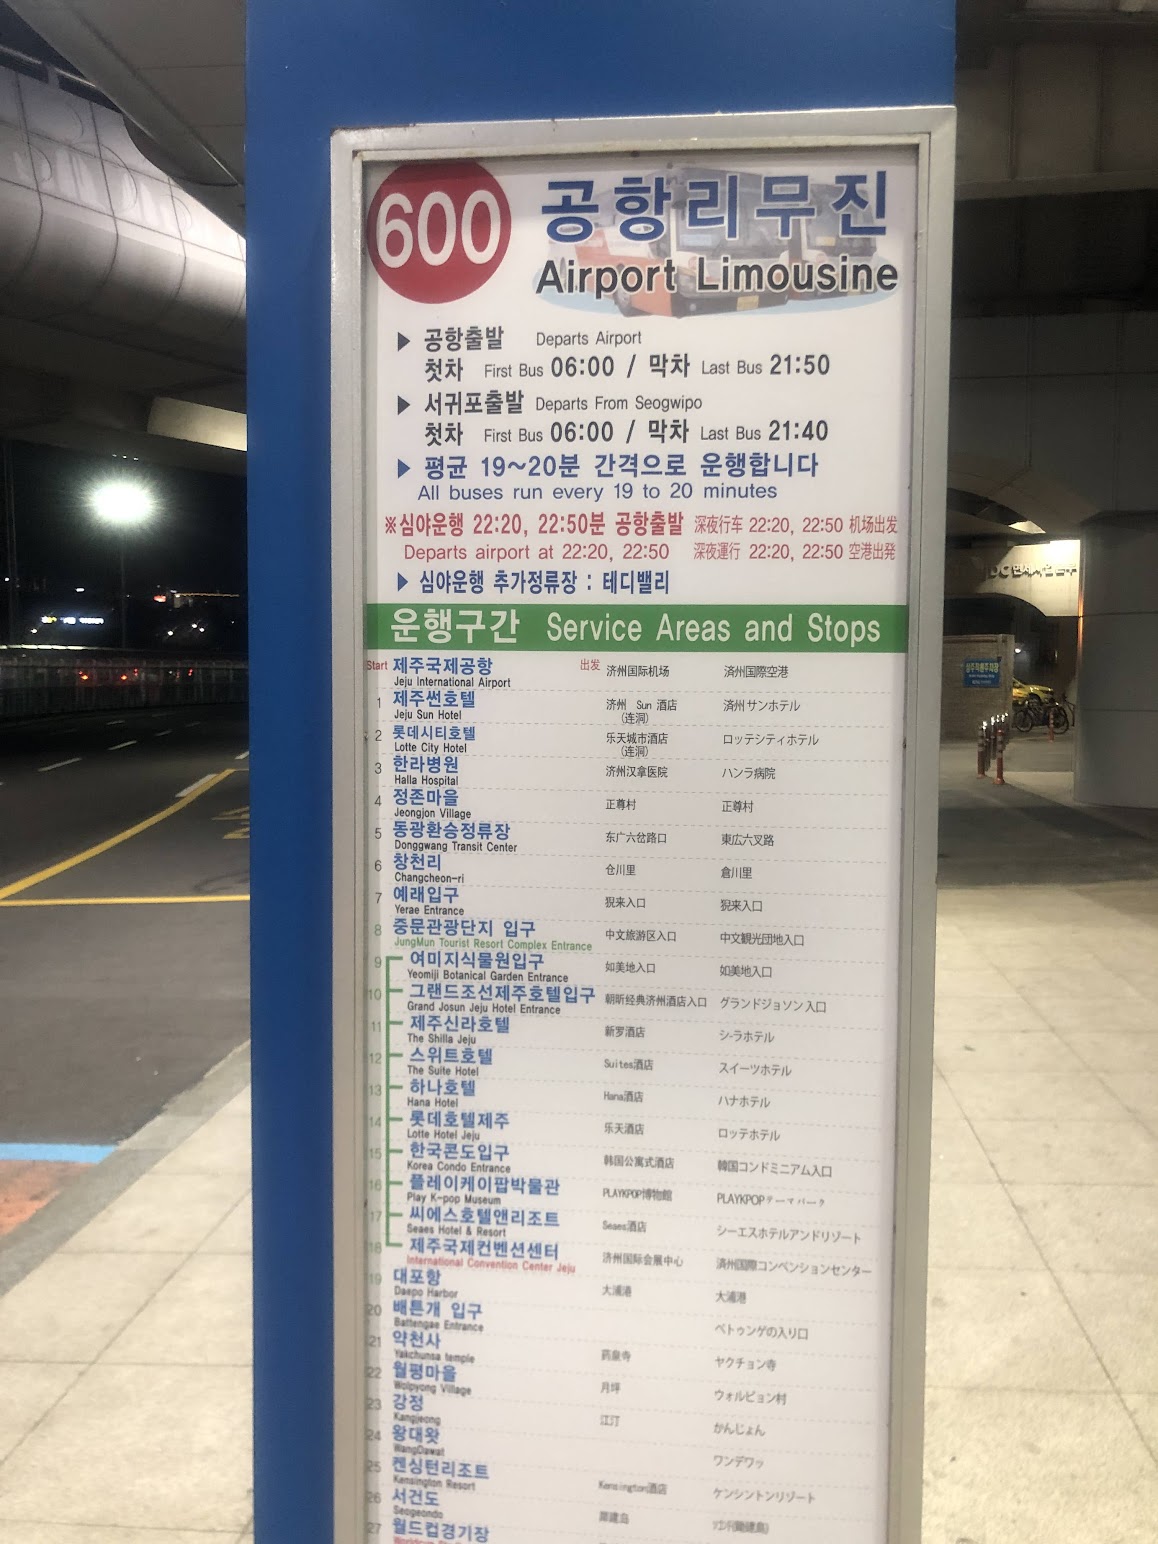 600
공항리무진
Airport Limousine
▶ 공항출발 Departs Airport
첫차 First Bus 06:00 / 막차 Last Bus 21:50
▶ 서귀포출발 Departs From Seogwipo
첫차 First Bus 06:00 / 막차 Last Bus 21:40
▶ 평균 19~20분 간격으로 운행합니다
All buses run every 19 to 20 minutes
※심야운행 22:20, 22:50분 공항출발 深夜行车 22:20, 22:50 机场出发
Departs airport at 22:20, 22:50 深夜運行 22:20, 22:50 空港出発
▶ 심야운행 추가정류장 : 테디밸리
운행구간 Service Areas and Stops
Start 제주국제공항 出发 济州国际机场 済州国際空港
Jeju International Airport
1 제주썬호텔 济州 Sun 酒店 済州サンホテル
Jeju Sun Hotel (连洞)
2 롯데시티호텔 乐天城市酒店 ロッテシティホテル
Lotte City Hotel (连洞)
3 한라병원 济州汉拿医院 ハンラ病院
Halla Hospital
4 정존마을 正尊村 正尊村
Jeongjon Village
5 동광환승정류장 东广六岔路口 東広六叉路
Donggwang Transit Center
6 창천리 仓川里 倉川里
Changcheon-ri
7 예래입구 猊来入口 猊来入口
Yerae Entrance
8 중문관광단지 입구 中文旅游区入口 中文観光団地入口
JungMun Tourist Resort Complex Entrance
9 여미지식물원입구 如美地入口 如美地入口
Yeomiji Botanical Garden Entrance
10 그랜드조선제주호텔입구 朝昕经典济州酒店入口 グランドジョソン入口
Grand Josun Jeju Hotel Entrance
11 제주신라호텔 新罗酒店 シーラホテル
The Shilla Jeju
12 스위트호텔 Suites酒店 スイーツホテル
The Suite Hotel
13 하나호텔 Hana酒店 ハナホテル
Hana Hotel
14 롯데호텔제주 乐天酒店 ロッテホテル
Lotte Hotel Jeju
15 한국콘도입구 韩国公寓式酒店 韓国コンドミニアム入口
Korea Condo Entrance
16 플레이케이팝박물관 PLAYKPOP博物館 PLAYKPOPテーマパーク
Play K-pop Museum
17 씨에스호텔앤리조트 Seaes酒店 シーエスホテルアンドリゾート
Seaes Hotel & Resort
18 제주국제컨벤션센터 济州国际会展中心 済州国際コンベンションセンター
International Convention Center Jeju
19 대포항 大浦港 大浦港
Daepo Harbor
20 배튼개 입구 ベトゥンゲの入り口
Battengae Entrance
21 약천사 药泉寺 ヤクチョン寺
Yakchunsa temple
22 월평마을 月坪 ウォルピョン村
Wolpyong Village
23 강정 江汀 かんじょん
Kangjeong
24 왕대왓 ワンデワッ
WangDawat
25 켄싱턴리조트 Kensington酒店 ケンシントンリゾート
Kensington Resort
26 서건도 犀建岛
Seogeondo
27 월드컵경기장